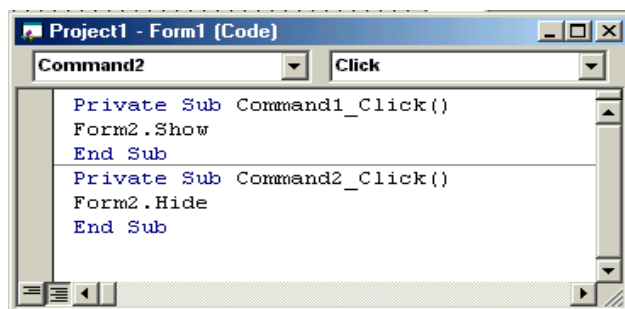 Project1 - Form1 (Code)
Command2 Click
Private Sub Command1_Click()
Form2.Show
End Sub
Private Sub Command2_Click()
Form2.Hide
End Sub